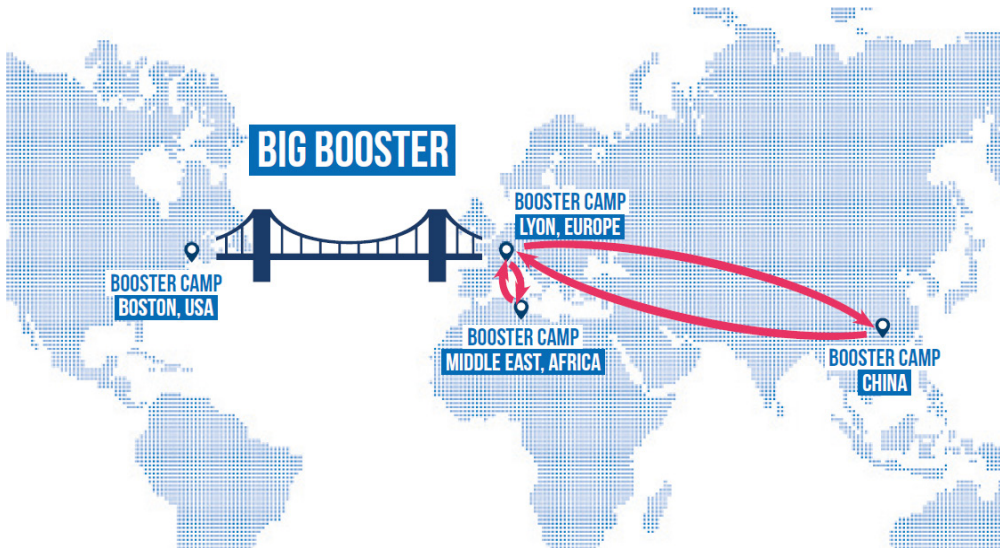 BIG BOOSTER
BOOSTER CAMP
LYON, EUROPE
BOOSTER CAMP
BOSTON, USA
BOOSTER CAMP
MIDDLE EAST, AFRICA
BOOSTER CAMP
CHINA